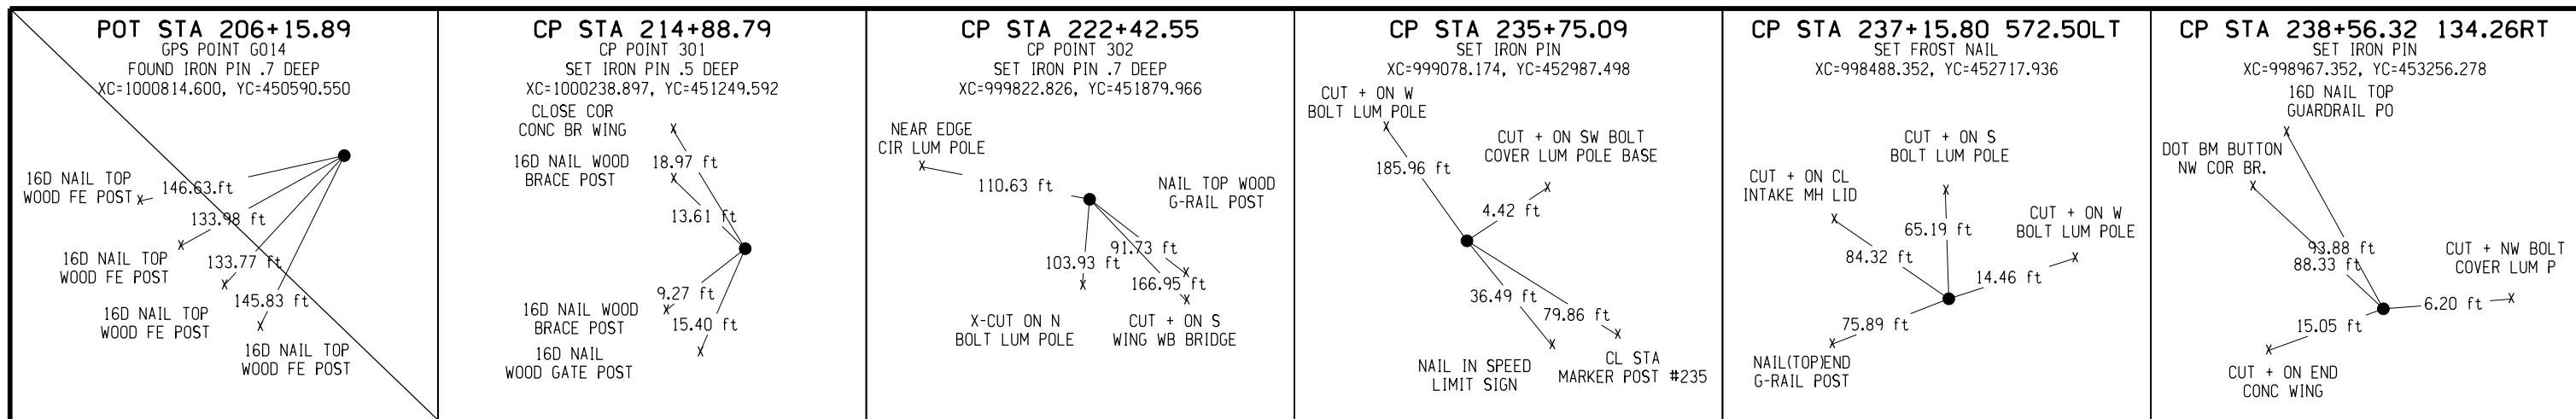 POT STA 206+15.89
GPS POINT G014
FOUND IRON PIN .7 DEEP
XC=1000814.600, YC=450590.550
16D NAIL TOP
WOOD FE POST
146.63.ft
133.98 ft
16D NAIL TOP
WOOD FE POST
133.77 ft
16D NAIL TOP
WOOD FE POST
145.83 ft
16D NAIL TOP
WOOD FE POST
CP STA 214+88.79
CP POINT 301
SET IRON PIN .5 DEEP
XC=1000238.897, YC=451249.592
CLOSE COR
CONC BR WING
18.97 ft
16D NAIL WOOD
BRACE POST
13.61 ft
9.27 ft
16D NAIL WOOD
BRACE POST
15.40 ft
16D NAIL
WOOD GATE POST
CP STA 222+42.55
CP POINT 302
SET IRON PIN .7 DEEP
XC=999822.826, YC=451879.966
NEAR EDGE
CIR LUM POLE
110.63 ft
NAIL TOP WOOD
G-RAIL POST
91.73 ft
103.93 ft
166.95 ft
X-CUT ON N
BOLT LUM POLE
CUT + ON S
WING WB BRIDGE
CP STA 235+75.09
SET IRON PIN
XC=999078.174, YC=452987.498
CUT + ON W
BOLT LUM POLE
185.96 ft
CUT + ON SW BOLT
COVER LUM POLE BASE
4.42 ft
36.49 ft
79.86 ft
NAIL IN SPEED
LIMIT SIGN
CL STA
MARKER POST #235
CP STA 237+15.80 572.50LT
SET FROST NAIL
XC=998488.352, YC=452717.936
CUT + ON S
BOLT LUM POLE
CUT + ON CL
INTAKE MH LID
65.19 ft
CUT + ON W
BOLT LUM POLE
84.32 ft
14.46 ft
75.89 ft
NAIL(TOP)END
G-RAIL POST
CP STA 238+56.32 134.26RT
SET IRON PIN
XC=998967.352, YC=453256.278
16D NAIL TOP
GUARDRAIL PO
DOT BM BUTTON
NW COR BR.
93.88 ft
88.33 ft
CUT + NW BOLT
COVER LUM P
6.20 ft
15.05 ft
CUT + ON END
CONC WING